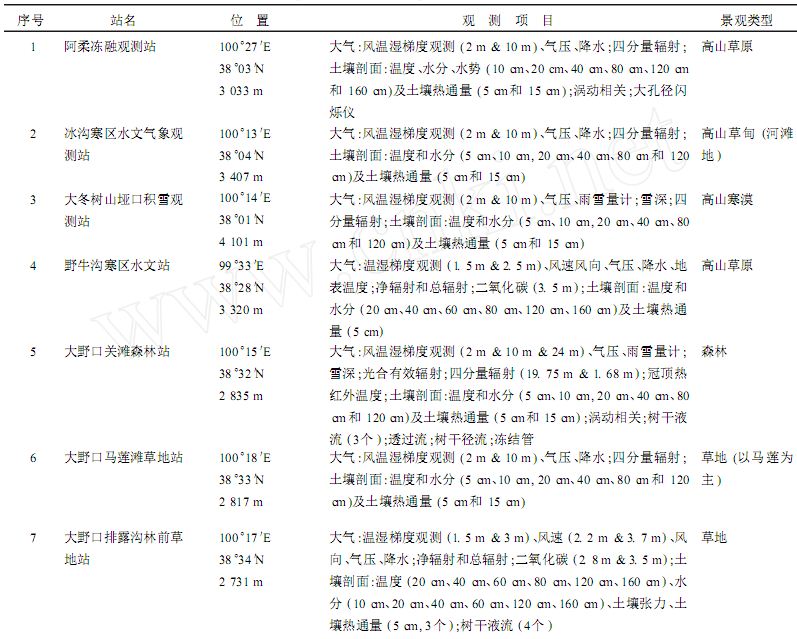 序号 站名 位置 观测项目 景观类型
1 阿柔冻融观测站 100°27′E 大气:风温湿梯度观测(2 m & 10 m)、气压、降水;四分量辐射; 高山草原
38°03′N 土壤剖面:温度、水分、水势(10 cm、20 cm、40 cm、80 cm、120 cm
3 033 m 和 160 cm)及土壤热通量(5 cm和 15 cm);涡动相关;大孔径闪
烁仪
2 冰沟寒区水文气象观 100°13′E 大气:风温湿梯度观测(2 m & 10 m)、气压、降水;四分量辐射; 高山草甸(河滩
测站 38°04′N 土壤剖面:温度和水分(5 cm、10 cm, 20 cm、40 cm、80 cm和 120 地)
3 407 m cm)及土壤热通量(5 cm和 15 cm)
3 大冬树山垭口积雪观 100°14′E 大气:风温湿梯度观测(2 m & 10 m)、气压、雨雪量计;雪深;四 高山寒漠
测站 38°01′N 分量辐射;土壤剖面:温度和水分(5 cm、10 cm, 20 cm、40 cm、80
4 101 m cm和 120 cm)及土壤热通量(5 cm和 15 cm)
4 野牛沟寒区水文站 99°33′E 大气:温湿梯度观测(1. 5 m & 2. 5 m)、风速风向、气压、降水、地 高山草原
38°28′N 表温度;净辐射和总辐射;二氧化碳(3. 5 m);土壤剖面:温度和
3 320 m 水分(20 cm、40 cm、60 cm、80 cm、120 cm、160 cm)及土壤热通
量(5 cm)
5 大野口关滩森林站 100°15′E 大气:风温湿梯度观测(2 m & 10 m & 24 m)、气压、雨雪量计; 森林
38°32′N 雪深;光合有效辐射;四分量辐射(19. 75 m & 1. 68 m);冠顶热
2 835 m 红外温度;土壤剖面:温度和水分(5 cm、10 cm, 20 cm、40 cm、80
cm和 120 cm)及土壤热通量(5 cm和 15 cm);涡动相关;树干液
流(3个);透过流;树干径流;冻结管
6 大野口马莲滩草地站 100°18′E 大气:风温湿梯度观测(2 m & 10 m)、气压、降水;四分量辐射; 草地(以马莲为
38°33′N 土壤剖面:温度和水分(5 cm、10 cm, 20 cm、40 cm、80 cm和 120 主)
2 817 m cm)及土壤热通量(5 cm和 15 cm)
7 大野口排露沟林前草 100°17′E 大气:温湿梯度观测(1. 5 m & 3 m)、风速(2. 2 m & 3. 7 m)、风 草地
地站 38°34′N 向、气压、降水;净辐射和总辐射;二氧化碳(2 8 m & 3. 5 m);土
2 731 m 壤剖面:温度(20 cm、40 cm、60 cm、80 cm、120 cm、160 cm)、水
分(10 cm、20 cm、40 cm、60 cm、120 cm、160 cm)、土壤张力、土
壤热通量(5 cm, 3个);树干液流(4个)